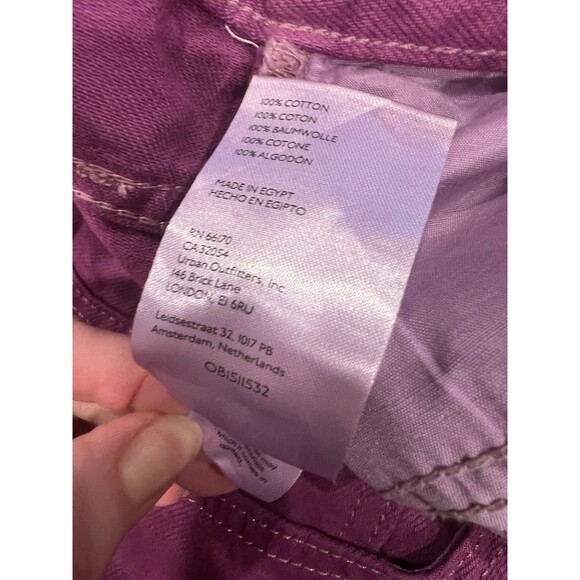 100% COTTON
100% COTON
100% BAUMWOLLE
100% COTONE
100% ALGODÓN
MADE IN EGYPT
HECHO EN EGIPTO
RN 66170
CA 32054
Urban Outfitters, Inc.
146 Brick Lane
LONDON, E1 6RU
Leidsestraat 32, 1017 PB
Amsterdam, Netherlands
OB1511532
may